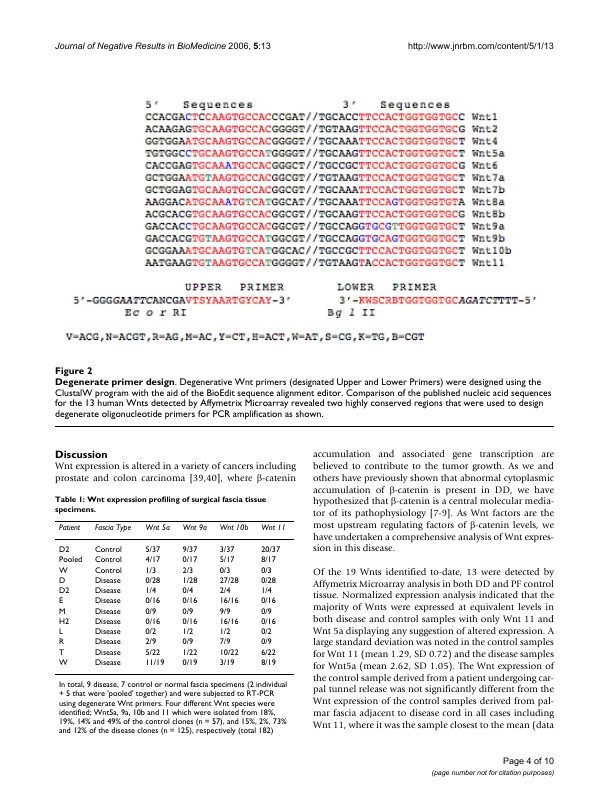 Journal of Negative Results in BioMedicine 2006, 5:13 http://www.jnrbm.com/content/5/1/13
5' Sequences 3' Sequences
CCACGACTCCAAGTGCCACCCGAT//TGCACCTTCCACTGGTGGTGCC Wnt1
ACAAGAGTGCAAGTGCCACGGGGT//TGTAAGTTCCACTGGTGGTGCG Wnt2
GGTGGAATGCAAGTGCCACGGGGT//TGCAAATTCCACTGGTGGTGCT Wnt4
TGTGGCCTGCAAGTGCCATGGGGT//TGCAAGTTCCACTGGTGGTGCT Wnt5a
CACCGAGTGCAAATGCCACGGGCT//TGCCGCTTCCACTGGTGGTGCC Wnt6
GCTGGAATGTAAGTGCCACGGCGT//TGTAAGTTCCACTGGTGGTGCT Wnt7a
GCTGGAGTGCAAGTGCCACGGCGT//TGCAAATTCCACTGGTGGTGCT Wnt7b
AAGGACATGCAAATGTCATGGCAT//TGCAAATTCCAGTGGTGGTGTA Wnt8a
ACGCACGTGCAAGTGCCACGGCGT//TGCAAGTTCCACTGGTGGTGCG Wnt8b
GACCACCTGCAAGTGCCACGGCGT//TGCCAGGTGCGTTGGTGGTGCT Wnt9a
GACCACGTGTAAGTGCCACGGCGT//TGCCAGGTGCAGTGGTGGTGCT Wnt9b
GCGGAAATGCAAGTGTCATGGCAC//TGCCGCTTCCACTGGTGGTGCT Wnt10b
AATGAAGTGTAAGTGCCACGGGGT//TGTAAGTACCACTGGTGGTGCT Wnt11
UPPER PRIMER LOWER PRIMER
5'-GGGGAATTCANCGAVTSYAARTGYCAY-3' 3'-KWSCRBTGGTGGTGCAGATCTTTT-5'
Ec o r RI Bg l II
V=ACG,N=ACGT,R=AG,M=AC,Y=CT,H=ACT,W=AT,S=CG,K=TG,B=CGT
Figure 2
Degenerate primer design. Degenerative Wnt primers (designated Upper and Lower Primers) were designed using the
ClustalW program with the aid of the BioEdit sequence alignment editor. Comparison of the published nucleic acid sequences
for the 13 human Wnts detected by Affymetrix Microarray revealed two highly conserved regions that were used to design
degenerate oligonucleotide primers for PCR amplification as shown.
Discussion
Wnt expression is altered in a variety of cancers including
prostate and colon carcinoma [39,40], where β-catenin
Table 1: Wnt expression profiling of surgical fascia tissue
specimens.
Patient Fascia Type Wnt 5a Wnt 9a Wnt 10b Wnt 11
D2 Control 5/37 9/37 3/37 20/37
Pooled Control 4/17 0/17 5/17 8/17
W Control 1/3 2/3 0/3 0/3
D Disease 0/28 1/28 27/28 0/28
D2 Disease 1/4 0/4 2/4 1/4
E Disease 0/16 0/16 16/16 0/16
M Disease 0/9 0/9 9/9 0/9
H2 Disease 0/16 0/16 16/16 0/16
L Disease 0/2 1/2 1/2 0/2
R Disease 2/9 0/9 7/9 0/9
T Disease 5/22 1/22 10/22 6/22
W Disease 11/19 0/19 3/19 8/19
In total, 9 disease, 7 control or normal fascia specimens (2 individual
+ 5 that were 'pooled' together) and were subjected to RT-PCR
using degenerate Wnt primers. Four different Wnt species were
identified; Wnt5a, 9a, 10b and 11 which were isolated from 18%,
19%, 14% and 49% of the control clones (n = 57), and 15%, 2%, 73%
and 12% of the disease clones (n = 125), respectively (total 182)
accumulation and associated gene transcription are
believed to contribute to the tumor growth. As we and
others have previously shown that abnormal cytoplasmic
accumulation of β-catenin is present in DD, we have
hypothesized that β-catenin is a central molecular media-
tor of its pathophysiology [7-9]. As Wnt factors are the
most upstream regulating factors of β-catenin levels, we
have undertaken a comprehensive analysis of Wnt expres-
sion in this disease.
Of the 19 Wnts identified to-date, 13 were detected by
Affymetrix Microarray analysis in both DD and PF control
tissue. Normalized expression analysis indicated that the
majority of Wnts were expressed at equivalent levels in
both disease and control samples with only Wnt 11 and
Wnt 5a displaying any suggestion of altered expression. A
large standard deviation was noted in the control samples
for Wnt 11 (mean 1.29, SD 0.72) and the disease samples
for Wnt5a (mean 2.62, SD 1.05). The Wnt expression of
the control sample derived from a patient undergoing car-
pal tunnel release was not significantly different from the
Wnt expression of the control samples derived from pal-
mar fascia adjacent to disease cord in all cases including
Wnt 11, where it was the sample closest to the mean (data
Page 4 of 10
(page number not for citation purposes)